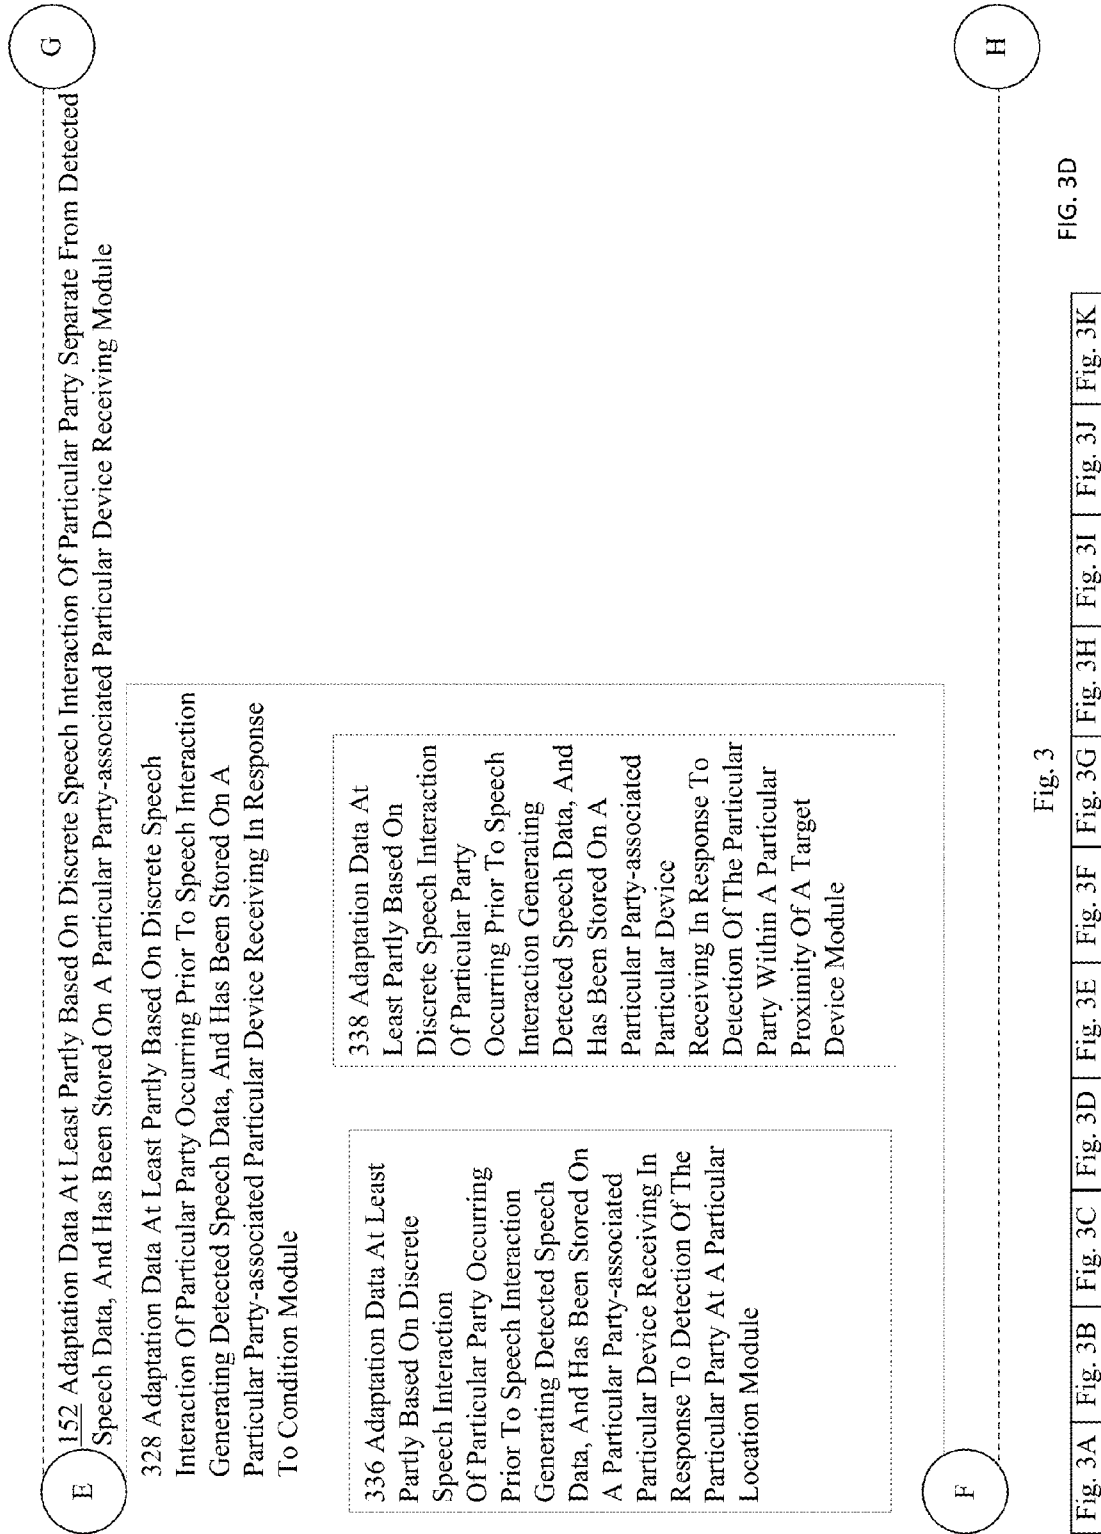 E
G
152 Adaptation Data At Least Partly Based On Discrete Speech Interaction Of Particular Party Separate From Detected
Speech Data, And Has Been Stored On A Particular Party-associated Particular Device Receiving Module
328 Adaptation Data At Least Partly Based On Discrete Speech
Interaction Of Particular Party Occurring Prior To Speech Interaction
Generating Detected Speech Data, And Has Been Stored On A
Particular Party-associated Particular Device Receiving In Response
To Condition Module
336 Adaptation Data At Least
Partly Based On Discrete
Speech Interaction
Of Particular Party Occurring
Prior To Speech Interaction
Generating Detected Speech
Data, And Has Been Stored On
A Particular Party-associated
Particular Device Receiving In
Response To Detection Of The
Particular Party At A Particular
Location Module
338 Adaptation Data At
Least Partly Based On
Discrete Speech Interaction
Of Particular Party
Occurring Prior To Speech
Interaction Generating
Detected Speech Data, And
Has Been Stored On A
Particular Party-associated
Particular Device
Receiving In Response To
Detection Of The Particular
Party Within A Particular
Proximity Of A Target
Device Module
F
H
Fig. 3
FIG. 3D
Fig. 3A Fig. 3B Fig. 3C Fig. 3D Fig. 3E Fig. 3F Fig. 3G Fig. 3H Fig. 3I Fig. 3J Fig. 3K